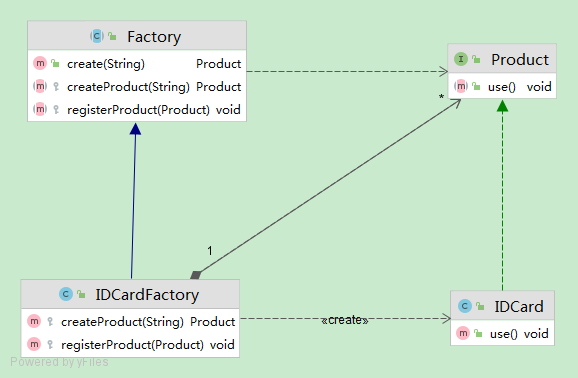 Factory
create(String) Product
createProduct(String) Product
registerProduct(Product) void
Product
use() void
*
1
IDCardFactory
createProduct(String) Product
registerProduct(Product) void
«create»
IDCard
use() void
Powered by yFiles